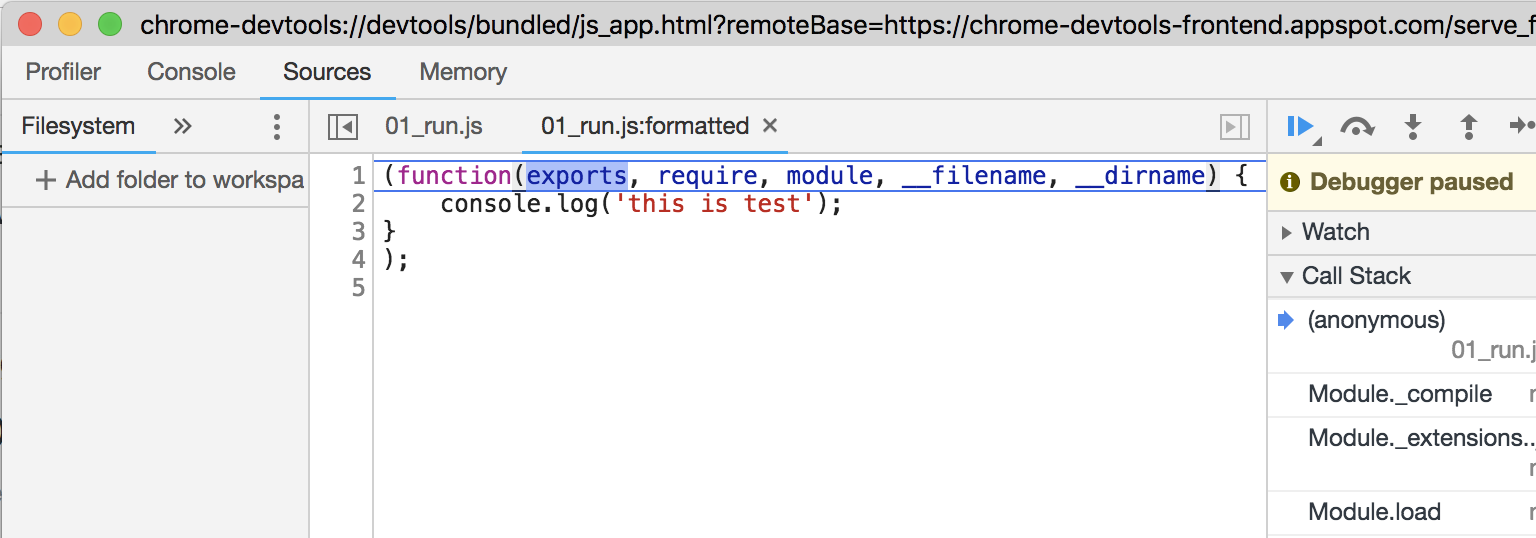 chrome-devtools://devtools/bundled/js_app.html?remoteBase=https://chrome-devtools-frontend.appspot.com/serve_f
Profiler Console Sources Memory
Filesystem 01_run.js 01_run.js:formatted
Add folder to workspa
1 (function(exports, require, module, __filename, __dirname) {
2 console.log('this is test');
3 }
4 );
5
Debugger paused
Watch
Call Stack
(anonymous)
01_run.j
Module._compile
Module._extensions..
Module.load